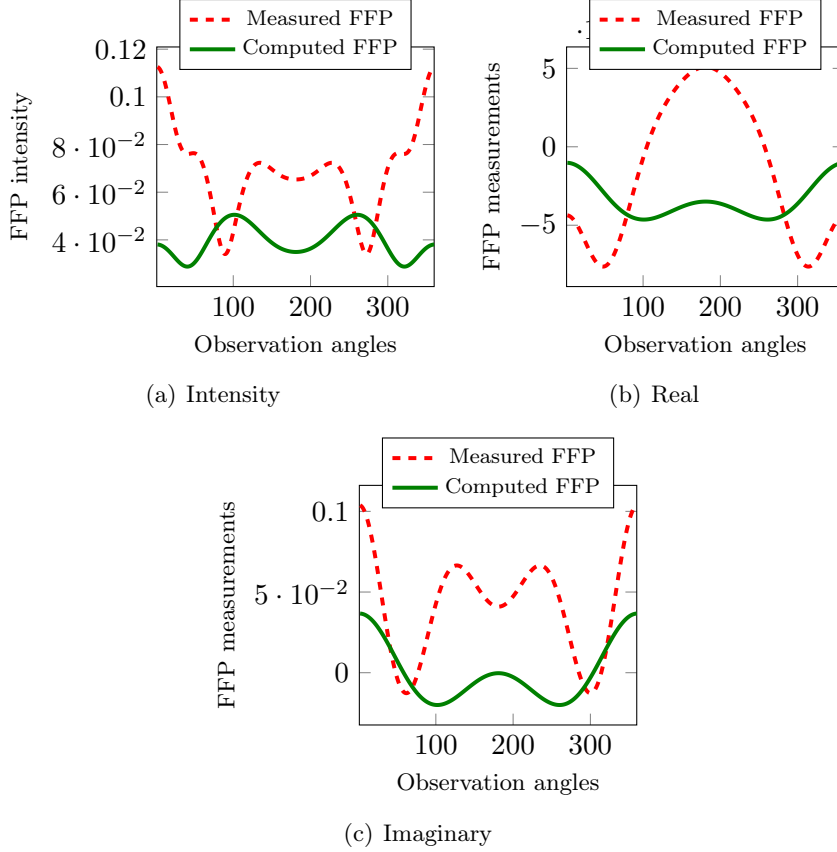 Measured FFP
Computed FFP
FFP intensity
0.12
0.1
8 · 10⁻²
6 · 10⁻²
4 · 10⁻²
100 200 300
Observation angles
(a) Intensity
Measured FFP
Computed FFP
FFP measurements
5
0
−5
100 200 300
Observation angles
(b) Real
Measured FFP
Computed FFP
FFP measurements
0.1
5 · 10⁻²
0
100 200 300
Observation angles
(c) Imaginary